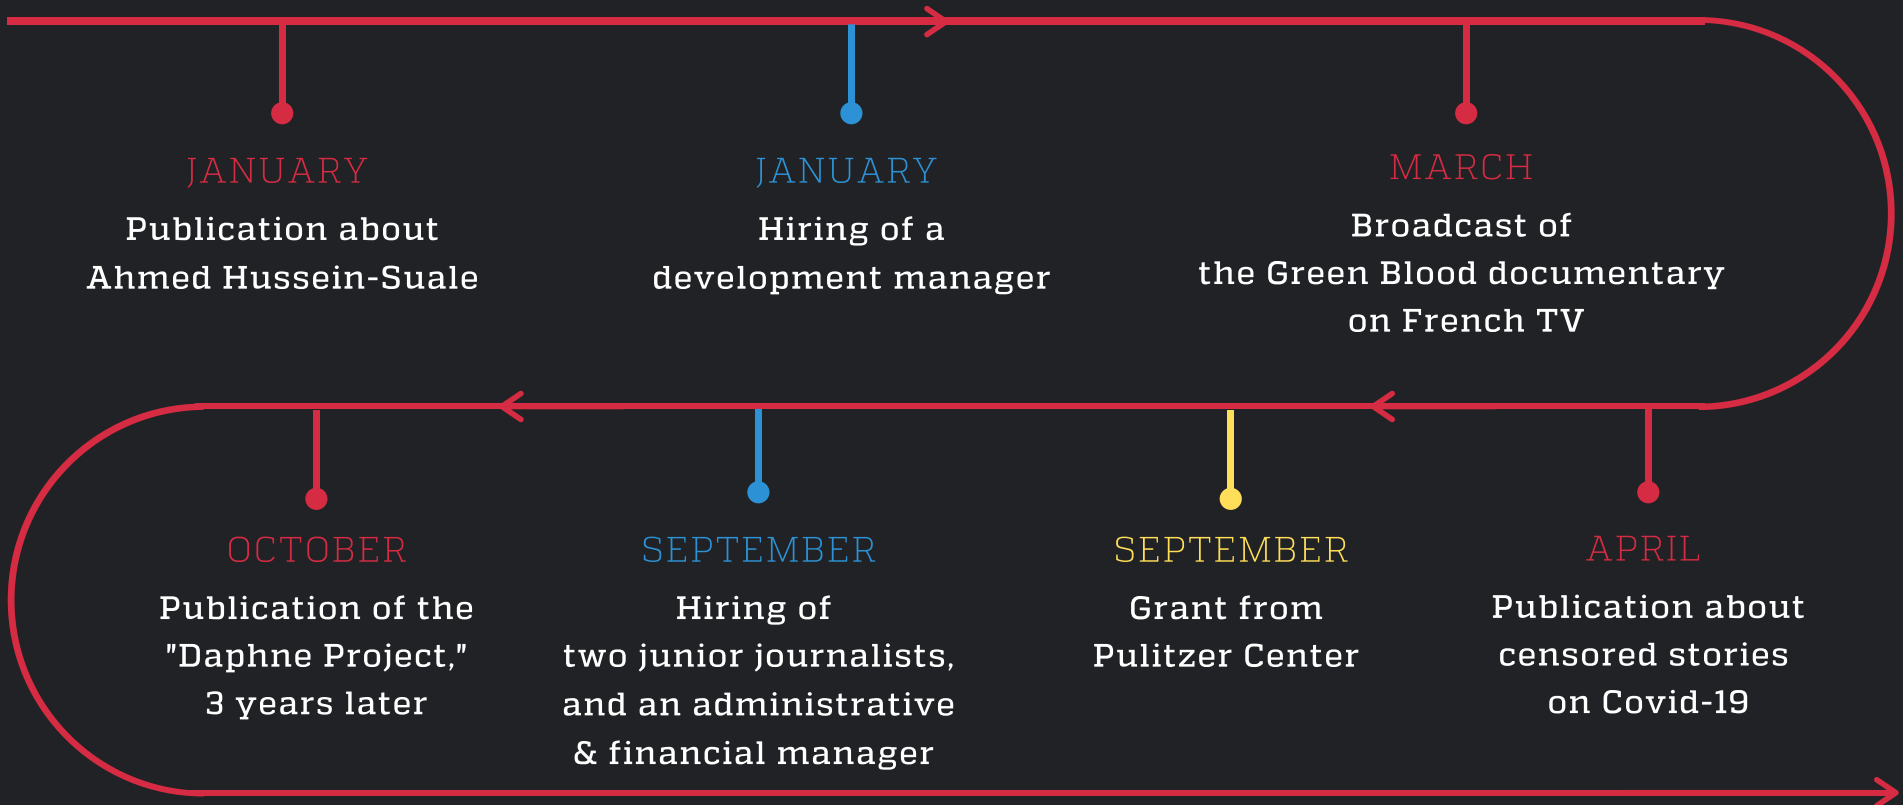 JANUARY
Publication about
Ahmed Hussein-Suale
JANUARY
Hiring of a
development manager
MARCH
Broadcast of
the Green Blood documentary
on French TV
APRIL
Publication about
censored stories
on Covid-19
SEPTEMBER
Grant from
Pulitzer Center
SEPTEMBER
Hiring of
two junior journalists,
and an administrative
& financial manager
OCTOBER
Publication of the
"Daphne Project,"
3 years later